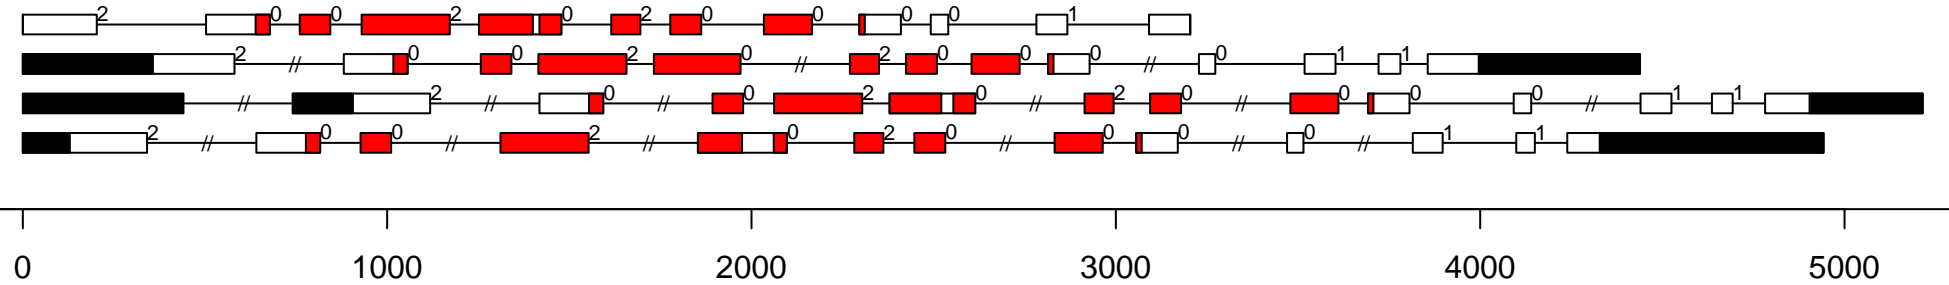 2 0 0 2 0 2 0 0 0 0 1
2 // 0 0 2 0 // 2 0 0 0 // 0 1 1
// 2 // 0 // 0 2 0 // 2 0 // 0 0 0 // 1 1
2 // 0 0 // 2 // 0 2 0 // 0 0 // 0 // 1 1
0 1000 2000 3000 4000 5000